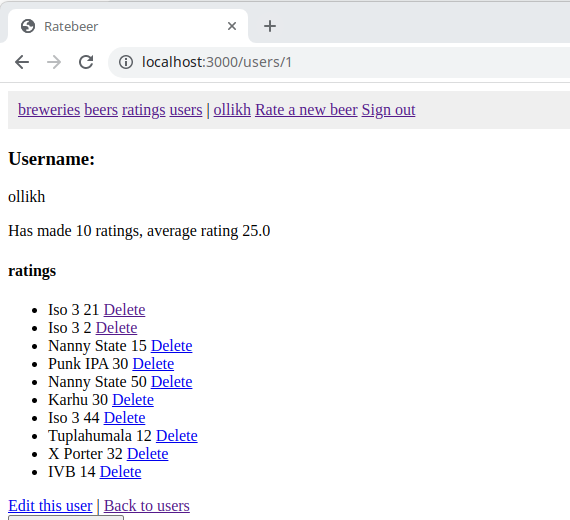 Ratebeer
localhost:3000/users/1
breweries beers ratings users | ollikh Rate a new beer Sign out
Username:
ollikh
Has made 10 ratings, average rating 25.0
ratings
Iso 3 21 Delete
Iso 3 2 Delete
Nanny State 15 Delete
Punk IPA 30 Delete
Nanny State 50 Delete
Karhu 30 Delete
Iso 3 44 Delete
Tuplahumala 12 Delete
X Porter 32 Delete
IVB 14 Delete
Edit this user | Back to users